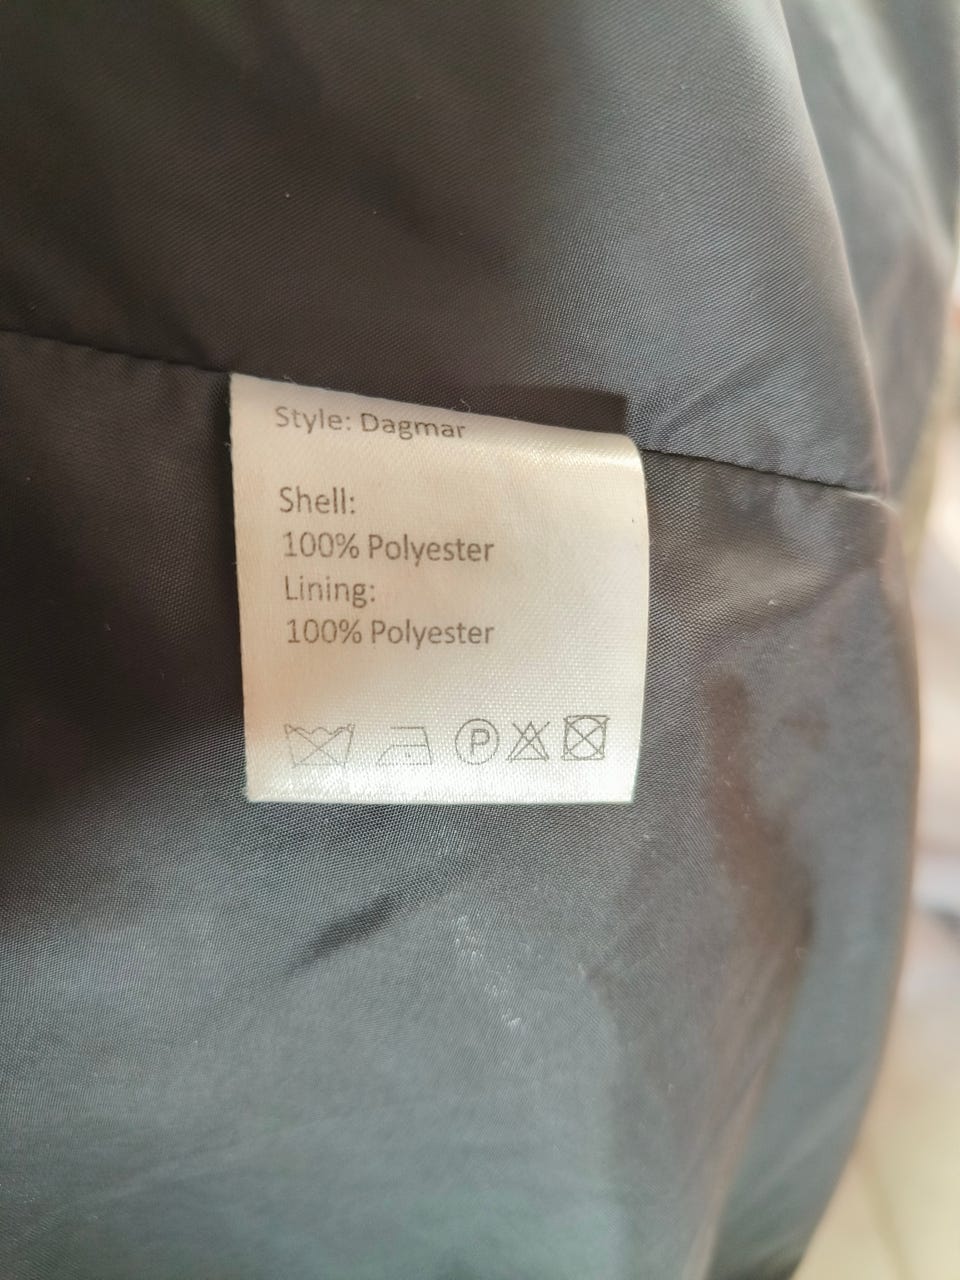 Style: Dagmar
Shell:
100% Polyester
Lining:
100% Polyester
P